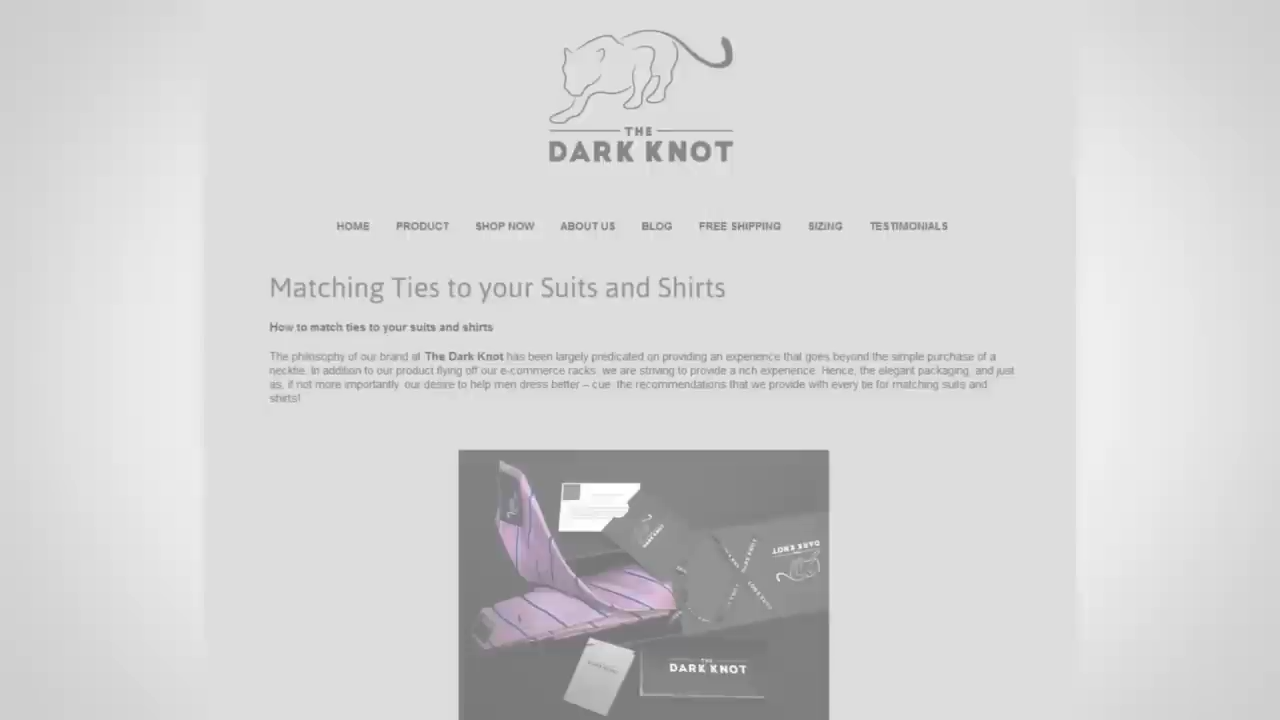 THE
DARK KNOT
HOME PRODUCT SHOP NOW ABOUT US BLOG FREE SHIPPING SIZING TESTIMONIALS
Matching Ties to your Suits and Shirts
How to match ties to your suits and shirts
The philosophy of our brand at The Dark Knot has been largely predicated on providing an experience that goes beyond the simple purchase of a
necktie. In addition to our product flying off our e-commerce racks, we are striving to provide a rich experience. Hence, the elegant packaging, and just
as, if not more importantly, our desire to help men dress better – cue, the recommendations that we provide with every tie for matching suits and
shirts!
DARK KNOT
DARK KNOT
DARK KNOT
THE
DARK KNOT